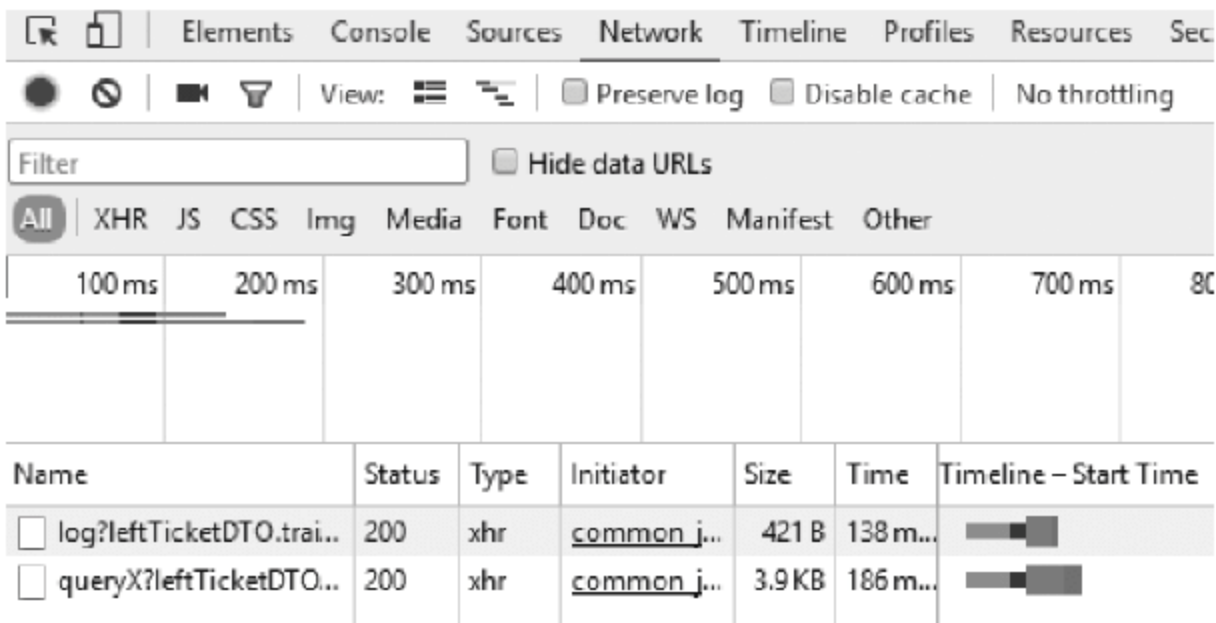 Elements Console Sources Network Timeline Profiles Resources Sec
View: Preserve log Disable cache No throttling
Filter Hide data URLs
All XHR JS CSS Img Media Font Doc WS Manifest Other
100 ms 200 ms 300 ms 400 ms 500 ms 600 ms 700 ms 80
Name Status Type Initiator Size Time Timeline – Start Time
log?leftTicketDTO.trai... 200 xhr common_j... 421 B 138 m...
queryX?leftTicketDTO... 200 xhr common_j... 3.9 KB 186 m...